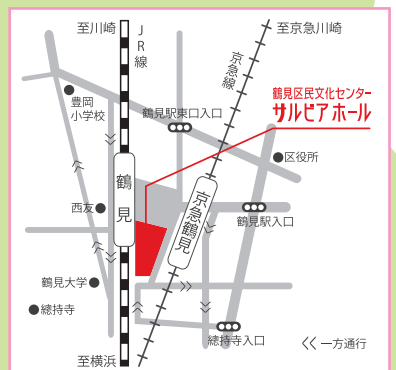 至川崎
JR線
至京急川崎
京急線
鶴見区民文化センター
サルビアホール
豊岡
小学校
鶴見駅東口入口
区役所
鶴見
西友
京急鶴見
鶴見駅入口
鶴見大学
總持寺
總持寺入口
一方通行
至横浜